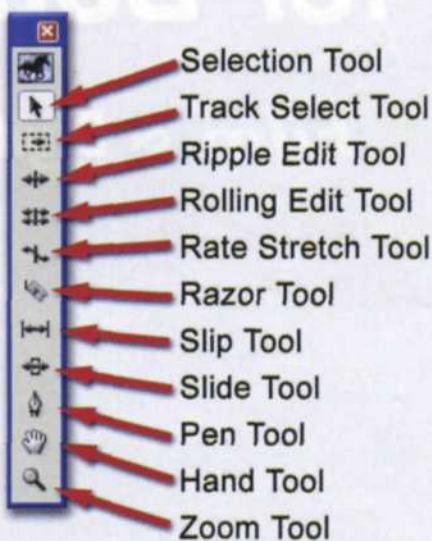 Selection Tool
Track Select Tool
Ripple Edit Tool
Rolling Edit Tool
Rate Stretch Tool
Razor Tool
Slip Tool
Slide Tool
Pen Tool
Hand Tool
Zoom Tool